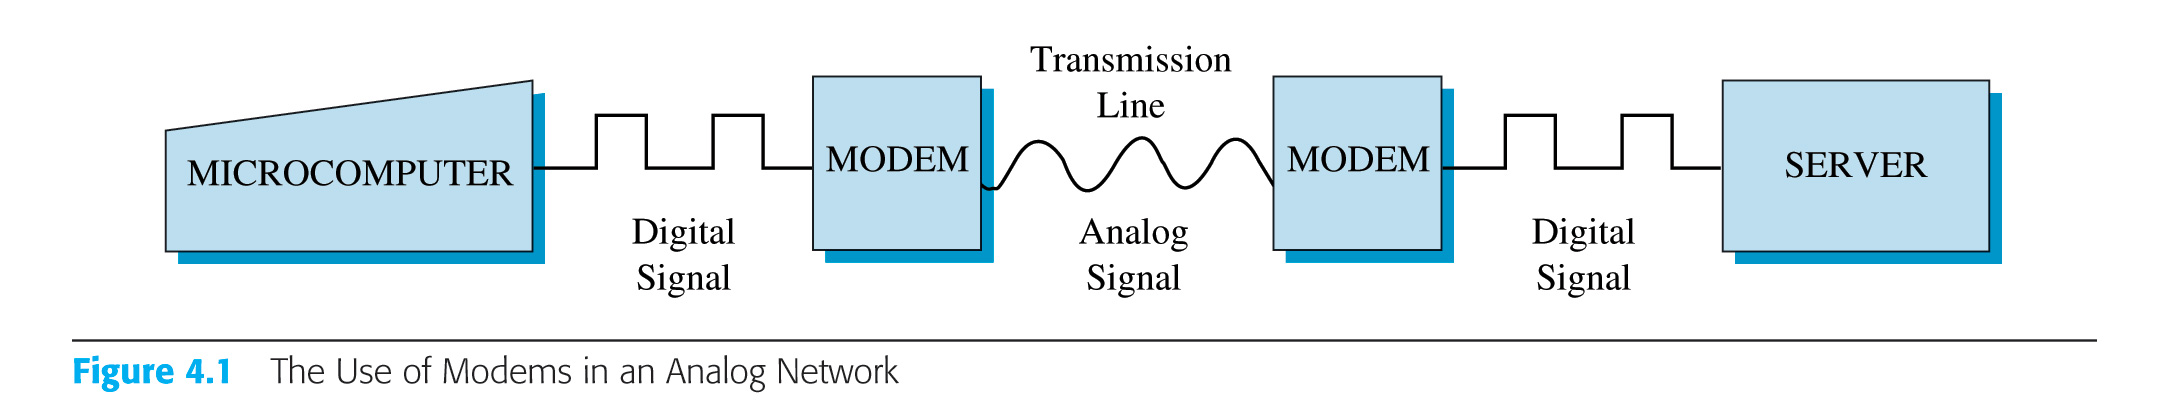 Transmission
Line
MICROCOMPUTER
MODEM
MODEM
SERVER
Digital
Signal
Analog
Signal
Digital
Signal
Figure 4.1 The Use of Modems in an Analog Network